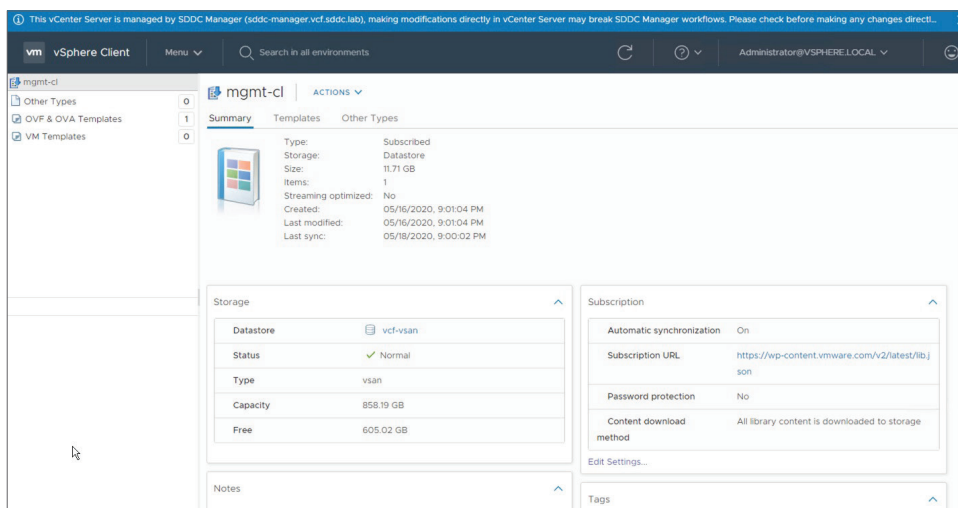 This vCenter Server is managed by SDDC Manager (sddc-manager.vcf.sddc.lab), making modifications directly in vCenter Server may break SDDC Manager workflows. Please check before making any changes directl...
vm vSphere Client Menu Search in all environments Administrator@VSPHERE.LOCAL
mgmt-cl
Other Types 0
OVF & OVA Templates 1
VM Templates 0
mgmt-cl ACTIONS
Summary Templates Other Types
Type: Subscribed
Storage: Datastore
Size: 11.71 GB
Items: 1
Streaming optimized: No
Created: 05/16/2020, 9:01:04 PM
Last modified: 05/16/2020, 9:01:04 PM
Last sync: 05/18/2020, 9:00:02 PM
Storage
Datastore vcf-vsan
Status Normal
Type vsan
Capacity 858.19 GB
Free 605.02 GB
Notes
Subscription
Automatic synchronization On
Subscription URL https://wp-content.vmware.com/v2/latest/lib.j
son
Password protection No
Content download All library content is downloaded to storage
method
Edit Settings...
Tags